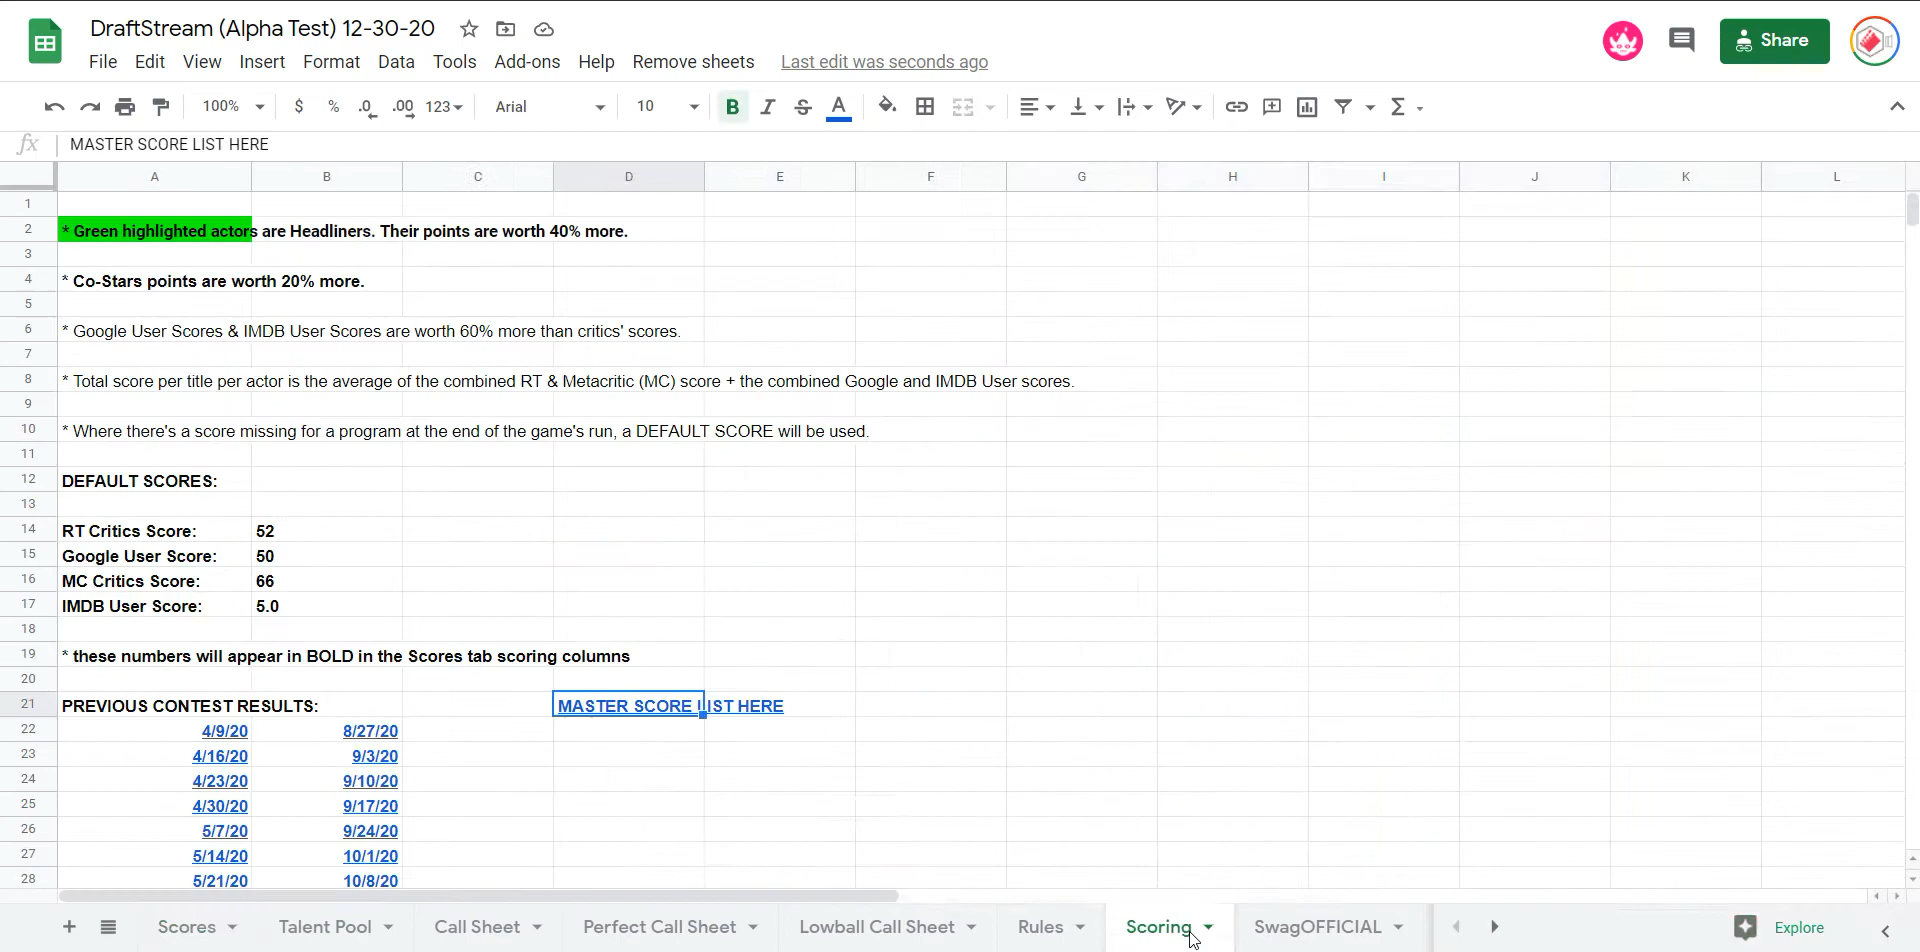 DraftStream (Alpha Test) 12-30-20
File Edit View Insert Format Data Tools Add-ons Help Remove sheets Last edit was seconds ago
Share
100% $ % .0 .00 123 Arial 10 B I S A Σ
fx MASTER SCORE LIST HERE
A B C D E F G H I J K L
1
2 * Green highlighted actors are Headliners. Their points are worth 40% more.
3
4 * Co-Stars points are worth 20% more.
5
6 * Google User Scores & IMDB User Scores are worth 60% more than critics' scores.
7
8 * Total score per title per actor is the average of the combined RT & Metacritic (MC) score + the combined Google and IMDB User scores.
9
10 * Where there's a score missing for a program at the end of the game's run, a DEFAULT SCORE will be used.
11
12 DEFAULT SCORES:
13
14 RT Critics Score: 52
15 Google User Score: 50
16 MC Critics Score: 66
17 IMDB User Score: 5.0
18
19 * these numbers will appear in BOLD in the Scores tab scoring columns
20
21 PREVIOUS CONTEST RESULTS: MASTER SCORE LIST HERE
22 4/9/20 8/27/20
23 4/16/20 9/3/20
24 4/23/20 9/10/20
25 4/30/20 9/17/20
26 5/7/20 9/24/20
27 5/14/20 10/1/20
28 5/21/20 10/8/20
+ Scores Talent Pool Call Sheet Perfect Call Sheet Lowball Call Sheet Rules Scoring SwagOFFICIAL Explore